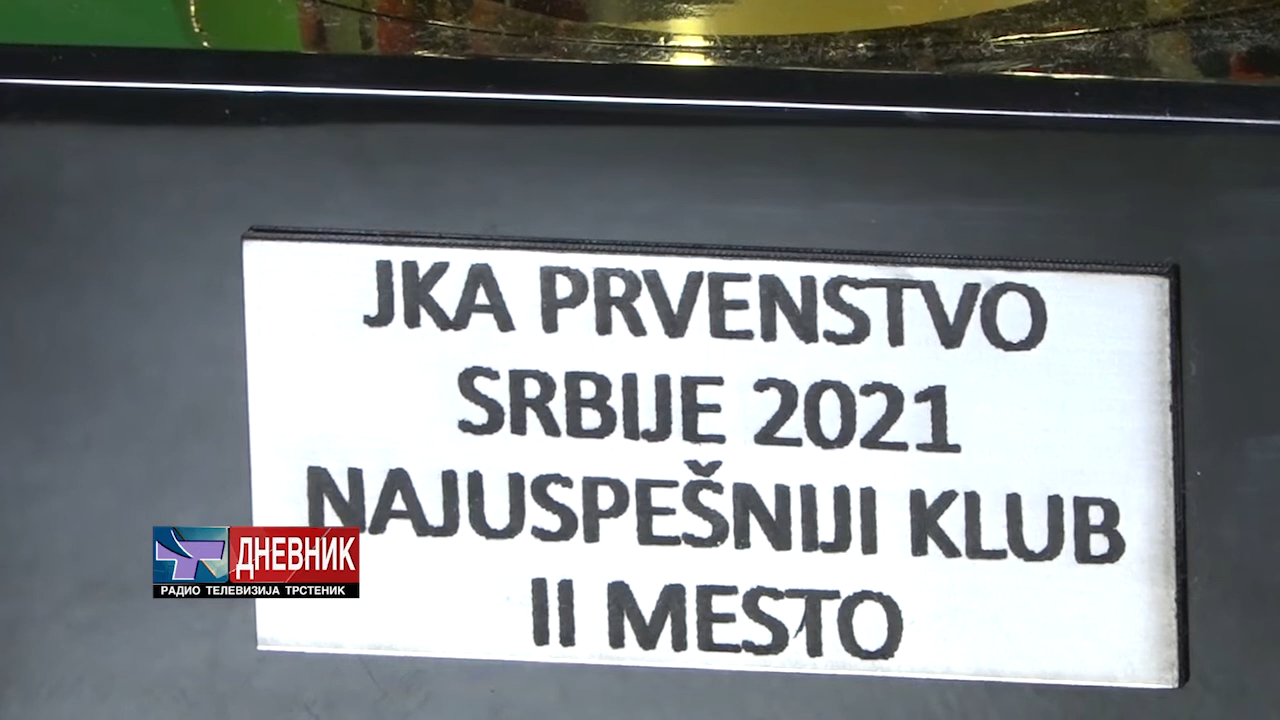 JKA PRVENSTVO
SRBIJE 2021
NAJUSPEŠNIJI KLUB
II MESTO
ДНЕВНИК
РАДИО ТЕЛЕВИЗИЈА ТРСТЕНИК